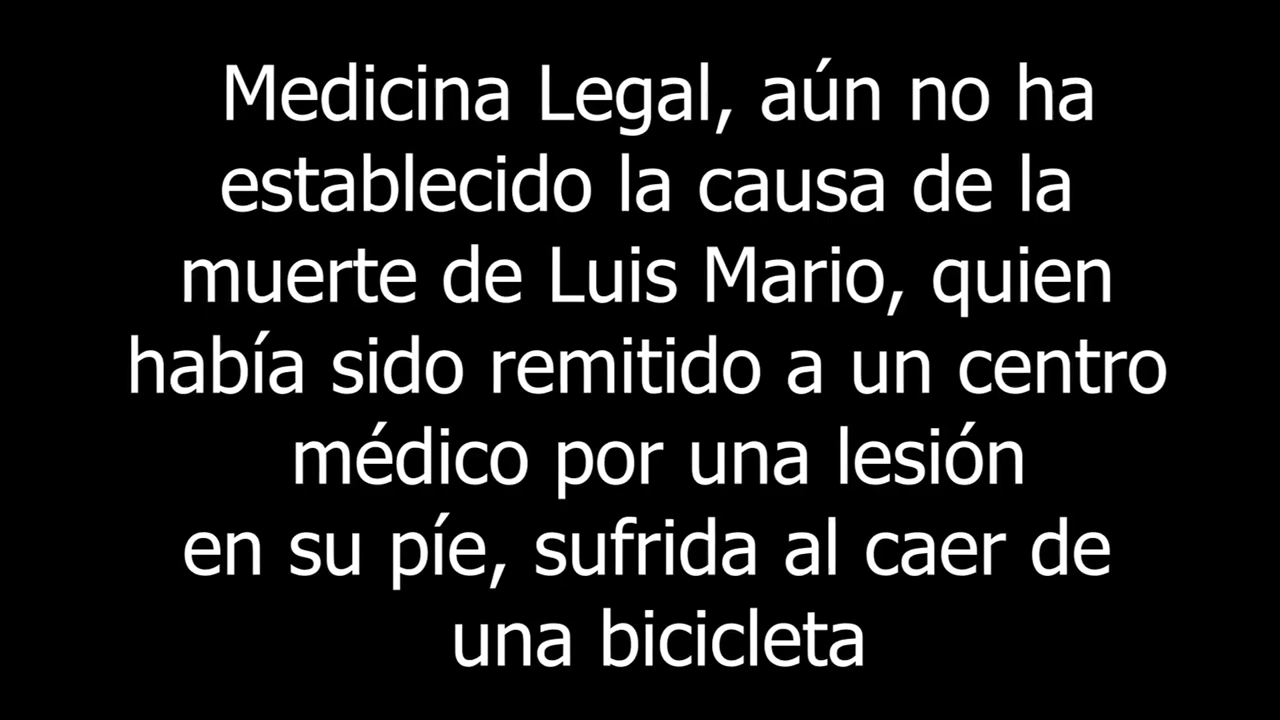 Medicina Legal, aún no ha
establecido la causa de la
muerte de Luis Mario, quien
había sido remitido a un centro
médico por una lesión
en su píe, sufrida al caer de
una bicicleta